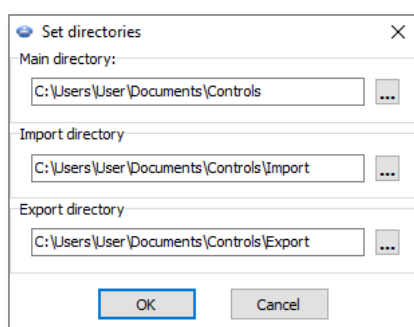 Set directories
Main directory:
C:\Users\User\Documents\Controls
...
Import directory
C:\Users\User\Documents\Controls\Import
...
Export directory
C:\Users\User\Documents\Controls\Export
...
OK Cancel